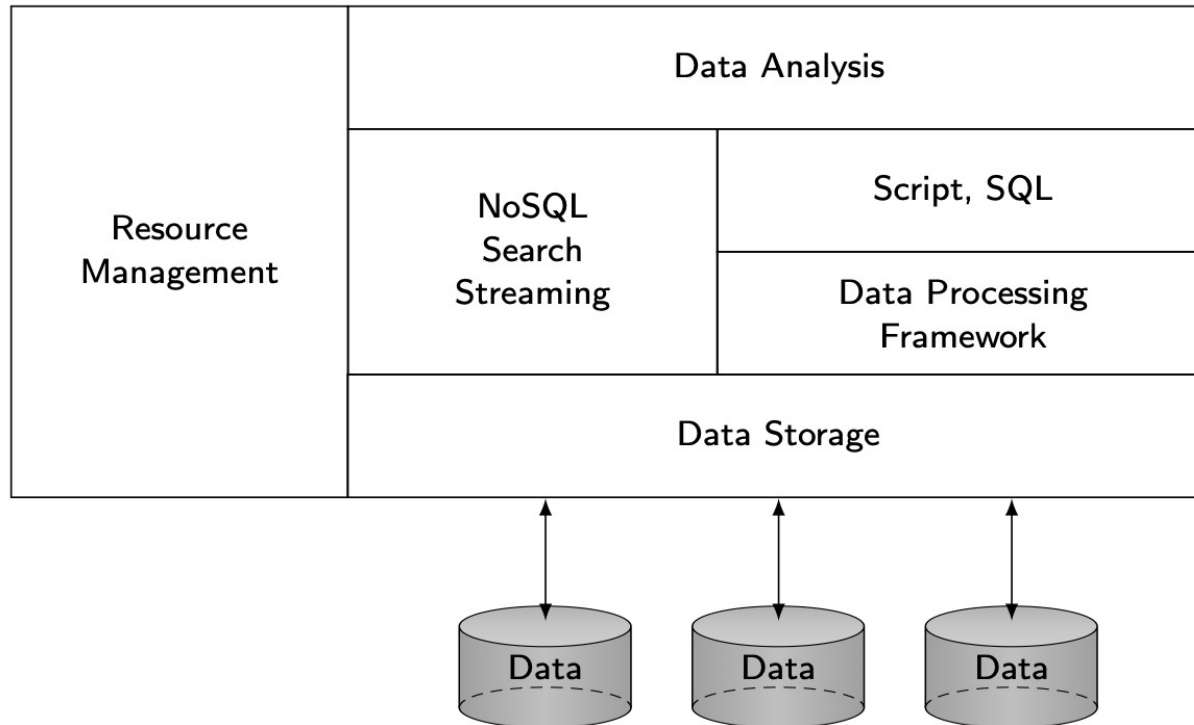 Data Analysis
Resource
Management
NoSQL
Search
Streaming
Script, SQL
Data Processing
Framework
Data Storage
Data
Data
Data